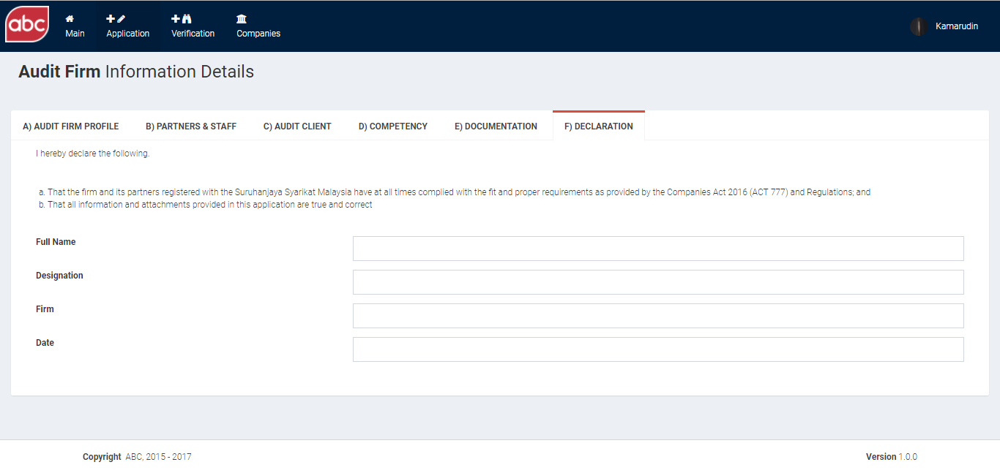 abc
Main
Application
Verification
Companies
Kamarudin
Audit Firm Information Details
A) AUDIT FIRM PROFILE
B) PARTNERS & STAFF
C) AUDIT CLIENT
D) COMPETENCY
E) DOCUMENTATION
F) DECLARATION
I hereby declare the following.
a. That the firm and its partners registered with the Suruhanjaya Syarikat Malaysia have at all times complied with the fit and proper requirements as provided by the Companies Act 2016 (ACT 777) and Regulations; and
b. That all information and attachments provided in this application are true and correct
Full Name
Designation
Firm
Date
Copyright ABC, 2015 - 2017
Version 1.0.0